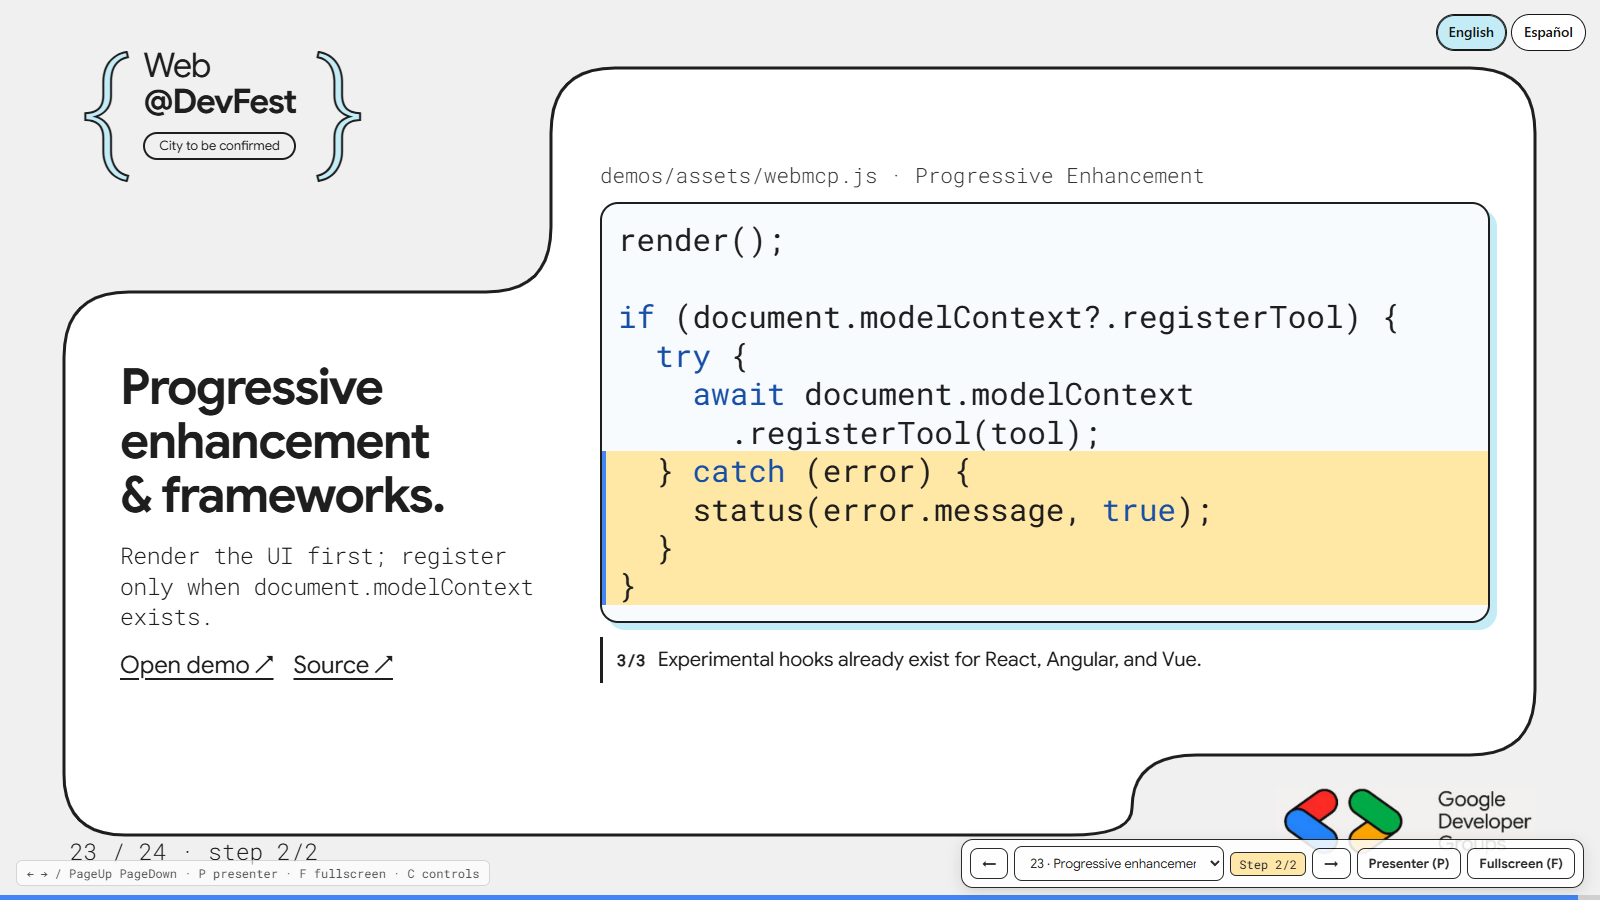 English
Español
Web
@DevFest
City to be confirmed
demos/assets/webmcp.js · Progressive Enhancement
render();
if (document.modelContext?.registerTool) {
try {
await document.modelContext
.registerTool(tool);
} catch (error) {
status(error.message, true);
}
}
Progressive
enhancement
& frameworks.
Render the UI first; register
only when document.modelContext
exists.
Open demo ↗ Source ↗
3/3 Experimental hooks already exist for React, Angular, and Vue.
Google
Developer
Groups
23 / 24 · step 2/2
← → / PageUp PageDown · P presenter · F fullscreen · C controls
←
23 · Progressive enhancemer
Step 2/2
→
Presenter (P)
Fullscreen (F)